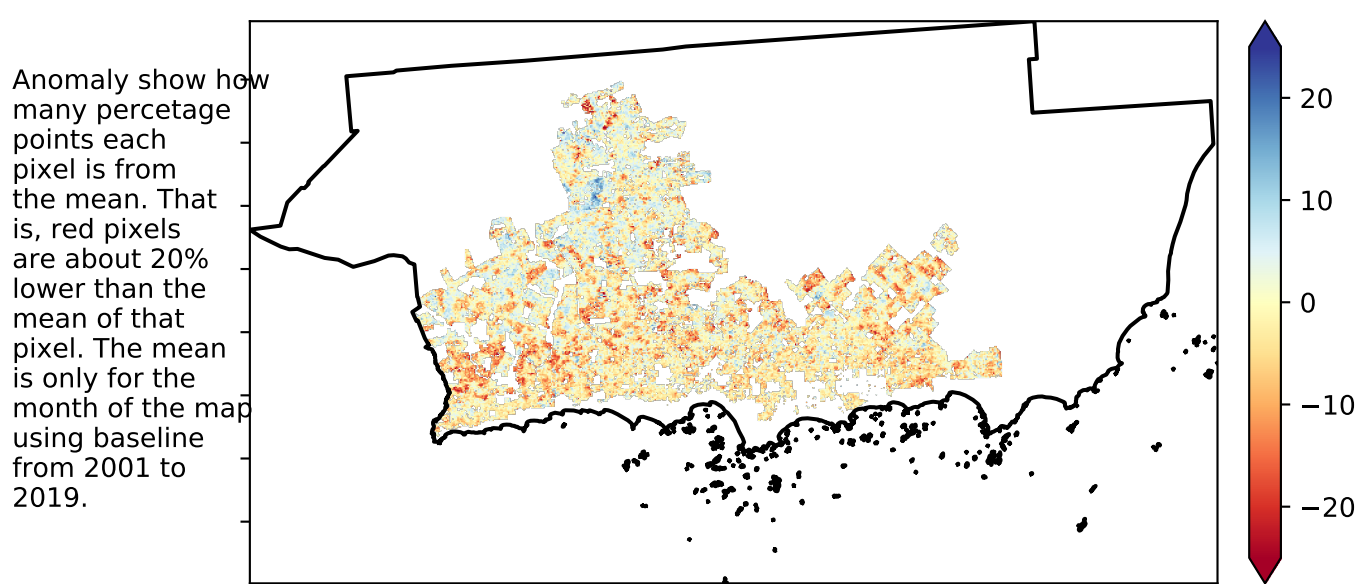 Anomaly show how
many percetage
points each
pixel is from
the mean. That
is, red pixels
are about 20%
lower than the
mean of that
pixel. The mean
is only for the
month of the map
using baseline
from 2001 to
2019.
20
10
0
−10
−20